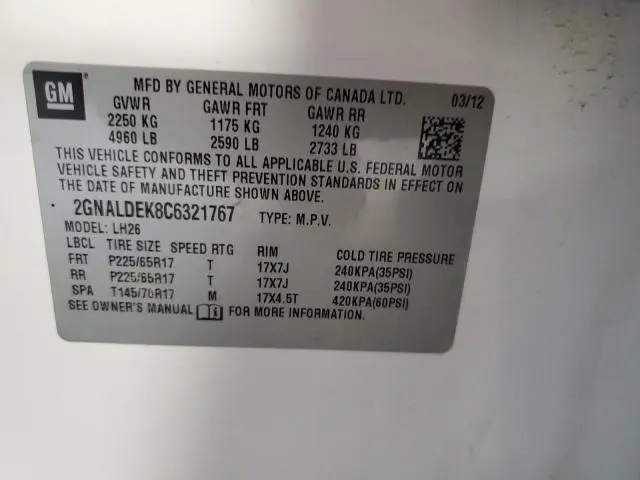 GM
MFD BY GENERAL MOTORS OF CANADA LTD. 03/12
GVWR GAWR FRT GAWR RR
2250 KG 1175 KG 1240 KG
4960 LB 2590 LB 2733 LB
THIS VEHICLE CONFORMS TO ALL APPLICABLE U.S. FEDERAL MOTOR
VEHICLE SAFETY AND THEFT PREVENTION STANDARDS IN EFFECT ON
THE DATE OF MANUFACTURE SHOWN ABOVE.
2GNALDEK8C6321767 TYPE: M.P.V.
MODEL: LH26
LBCL TIRE SIZE SPEED RTG RIM COLD TIRE PRESSURE
FRT P225/65R17 T 17X7J 240KPA(35PSI)
RR P225/65R17 T 17X7J 240KPA(35PSI)
SPA T145/70R17 M 17X4.5T 420KPA(60PSI)
SEE OWNER'S MANUAL FOR MORE INFORMATION.